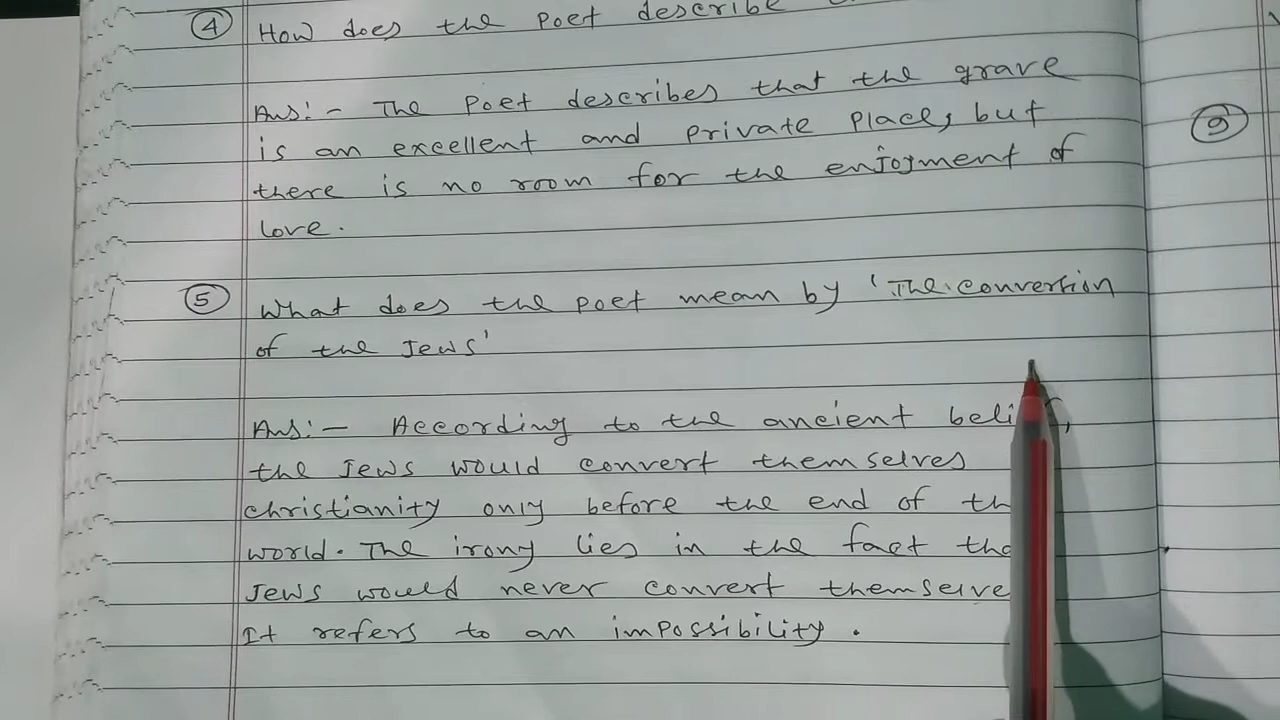 ④ How does the Poet describe
Ans:- The Poet describes that the grave
is an excellent and private place, but
there is no room for the enjoyment of
love.
⑤ What does the Poet mean by 'The conversion
of the Jews'
Ans:- According to the ancient beli
the Jews would convert themselves
christianity only before the end of th
world. The irony lies in the fact tha
Jews would never convert themselve
It refers to an impossibility.
⑨